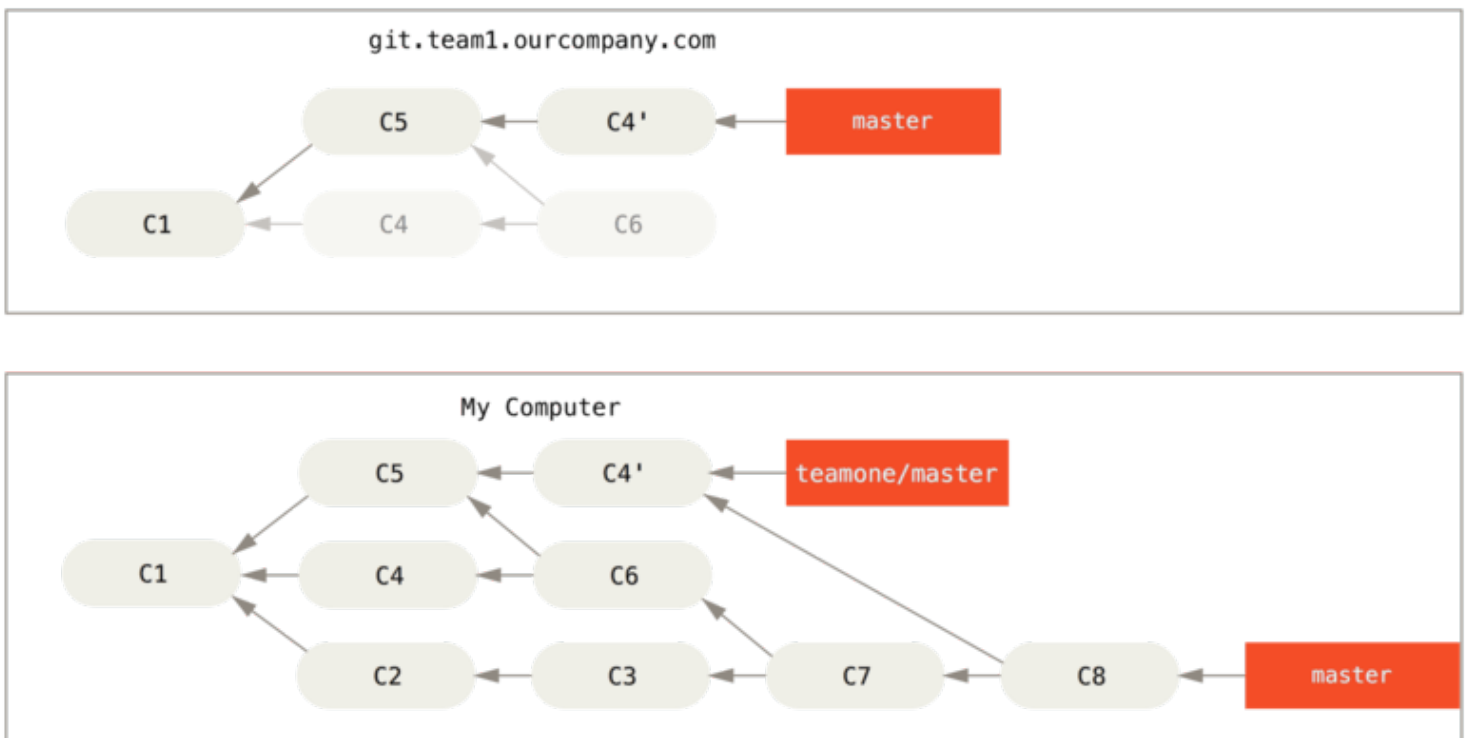 git.team1.ourcompany.com
C5 C4' master
C1 C4 C6
My Computer
C5 C4' teamone/master
C1 C4 C6
C2 C3 C7 C8 master